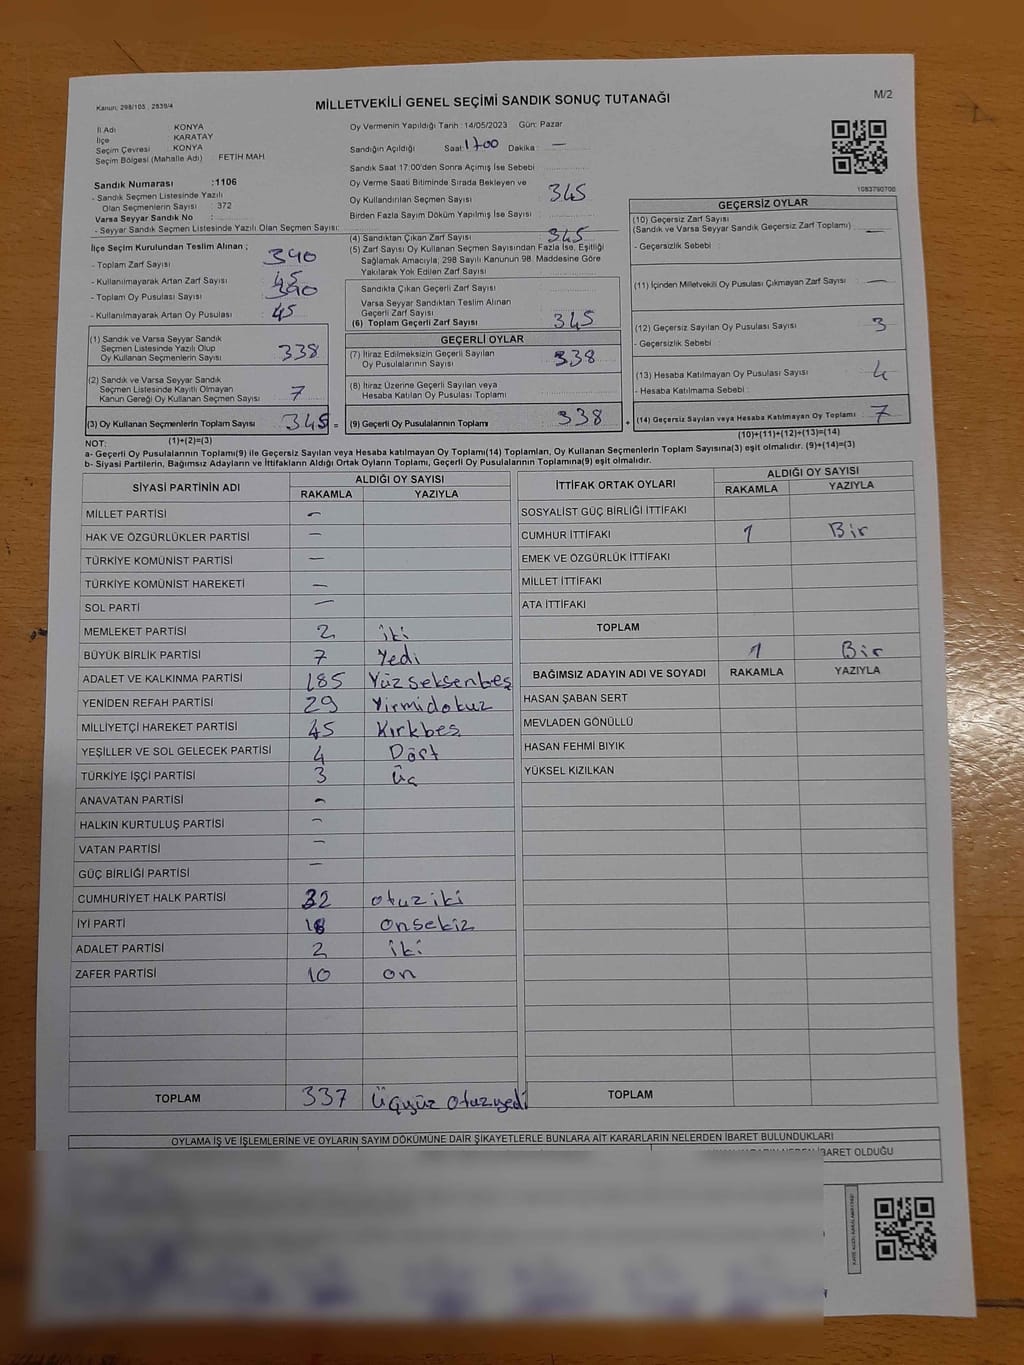 Kanun: 298/103 , 2839/4
MİLLETVEKİLİ GENEL SEÇİMİ SANDIK SONUÇ TUTANAĞI
M/2
İl Adı : KONYA
İlçe : KARATAY
Seçim Çevresi : KONYA
Seçim Bölgesi (Mahalle Adı) : FETİH MAH
Sandık Numarası :1106
- Sandık Seçmen Listesinde Yazılı
Olan Seçmenlerin Sayısı : 372
Varsa Seyyar Sandık No :
- Seyyar Sandık Seçmen Listesinde Yazılı Olan Seçmen Sayısı:
Oy Vermenin Yapıldığı Tarih :14/05/2023 Gün: Pazar
Sandığın Açıldığı Saat 1700 Dakika : —
Sandık Saat 17:00'den Sonra Açımış İse Sebebi :
Oy Verme Saati Bitiminde Sırada Bekleyen ve
Oy Kullandırılan Seçmen Sayısı : 345
Birden Fazla Sayım Döküm Yapılmış İse Sayısı :
1083790700
İlçe Seçim Kurulundan Teslim Alınan ;
- Toplam Zarf Sayısı : 390
- Kullanılmayarak Artan Zarf Sayısı : 45
- Toplam Oy Pusulası Sayısı : 390
- Kullanılmayarak Artan Oy Pusulası : 45
(1) Sandık ve Varsa Seyyar Sandık
Seçmen Listesinde Yazılı Olup
Oy Kullanan Seçmenlerin Sayısı : 338
(2) Sandık ve Varsa Seyyar Sandık
Seçmen Listesinde Kayıtlı Olmayan
Kanun Gereği Oy Kullanan Seçmen Sayısı : 7
(3) Oy Kullanan Seçmenlerin Toplam Sayısı : 345 =
(4) Sandıktan Çıkan Zarf Sayısı : 345
(5) Zarf Sayısı Oy Kullanan Seçmen Sayısından Fazla İse, Eşitliği
Sağlamak Amacıyla, 298 Sayılı Kanunun 98. Maddesine Göre
Yakılarak Yok Edilen Zarf Sayısı :
Sandıkta Çıkan Geçerli Zarf Sayısı :
Varsa Seyyar Sandıktan Teslim Alınan
Geçerli Zarf Sayısı :
(6) Toplam Geçerli Zarf Sayısı : 345
GEÇERLİ OYLAR
(7) İtiraz Edilmeksizin Geçerli Sayılan
Oy Pusulalarının Sayısı : 338
(8) İtiraz Üzerine Geçerli Sayılan veya
Hesaba Katılan Oy Pusulası Toplamı :
(9) Geçerli Oy Pusulalarının Toplamı : 338 +
GEÇERSİZ OYLAR
(10) Geçersiz Zarf Sayısı
(Sandık ve Varsa Seyyar Sandık Geçersiz Zarf Toplamı) : —
- Geçersizlik Sebebi :
(11) İçinden Milletvekili Oy Pusulası Çıkmayan Zarf Sayısı : —
(12) Geçersiz Sayılan Oy Pusulası Sayısı : 3
- Geçersizlik Sebebi :
(13) Hesaba Katılmayan Oy Pusulası Sayısı : 4
- Hesaba Katılmama Sebebi :
(14) Geçersiz Sayılan veya Hesaba Katılmayan Oy Toplamı : 7
NOT: (1)+(2)=(3) (10)+(11)+(12)+(13)=(14)
a- Geçerli Oy Pusulalarının Toplamı(9) ile Geçersiz Sayılan veya Hesaba katılmayan Oy Toplamı(14) Toplamları, Oy Kullanan Seçmenlerin Toplam Sayısına(3) eşit olmalıdır. (9)+(14)=(3)
b- Siyasi Partilerin, Bağımsız Adayların ve İttifakların Aldığı Ortak Oyların Toplamı, Geçerli Oy Pusulalarının Toplamına(9) eşit olmalıdır.
SİYASİ PARTİNİN ADI ALDIĞI OY SAYISI
RAKAMLA YAZIYLA
MİLLET PARTİSİ —
HAK VE ÖZGÜRLÜKLER PARTİSİ —
TÜRKİYE KOMÜNİST PARTİSİ —
TÜRKİYE KOMÜNİST HAREKETİ —
SOL PARTİ —
MEMLEKET PARTİSİ 2 iki
BÜYÜK BİRLİK PARTİSİ 7 Yedi
ADALET VE KALKINMA PARTİSİ 185 Yüzseksenbeş
YENİDEN REFAH PARTİSİ 29 Yirmidokuz
MİLLİYETÇİ HAREKET PARTİSİ 45 Kırkbeş
YEŞİLLER VE SOL GELECEK PARTİSİ 4 Dört
TÜRKİYE İŞÇİ PARTİSİ 3 Üç
ANAVATAN PARTİSİ —
HALKIN KURTULUŞ PARTİSİ —
VATAN PARTİSİ —
GÜÇ BİRLİĞİ PARTİSİ —
CUMHURİYET HALK PARTİSİ 32 otuziki
İYİ PARTİ 18 onsekiz
ADALET PARTİSİ 2 iki
ZAFER PARTİSİ 10 on
TOPLAM 337 Üçyüz otuzyedi
İTTİFAK ORTAK OYLARI ALDIĞI OY SAYISI
RAKAMLA YAZIYLA
SOSYALİST GÜÇ BİRLİĞİ İTTİFAKI
CUMHUR İTTİFAKI 1 Bir
EMEK VE ÖZGÜRLÜK İTTİFAKI
MİLLET İTTİFAKI
ATA İTTİFAKI
TOPLAM
1 Bir
BAĞIMSIZ ADAYIN ADI VE SOYADI RAKAMLA YAZIYLA
HASAN ŞABAN SERT
MEVLADEN GÖNÜLLÜ
HASAN FEHMİ BIYIK
YÜKSEL KIZILKAN
TOPLAM
OYLAMA İŞ VE İŞLEMLERİNE VE OYLARIN SAYIM DÖKÜMÜNE DAİR ŞİKAYETLERLE BUNLARA AİT KARARLARIN NELERDEN İBARET BULUNDUKLARI
İBARET OLDUĞU